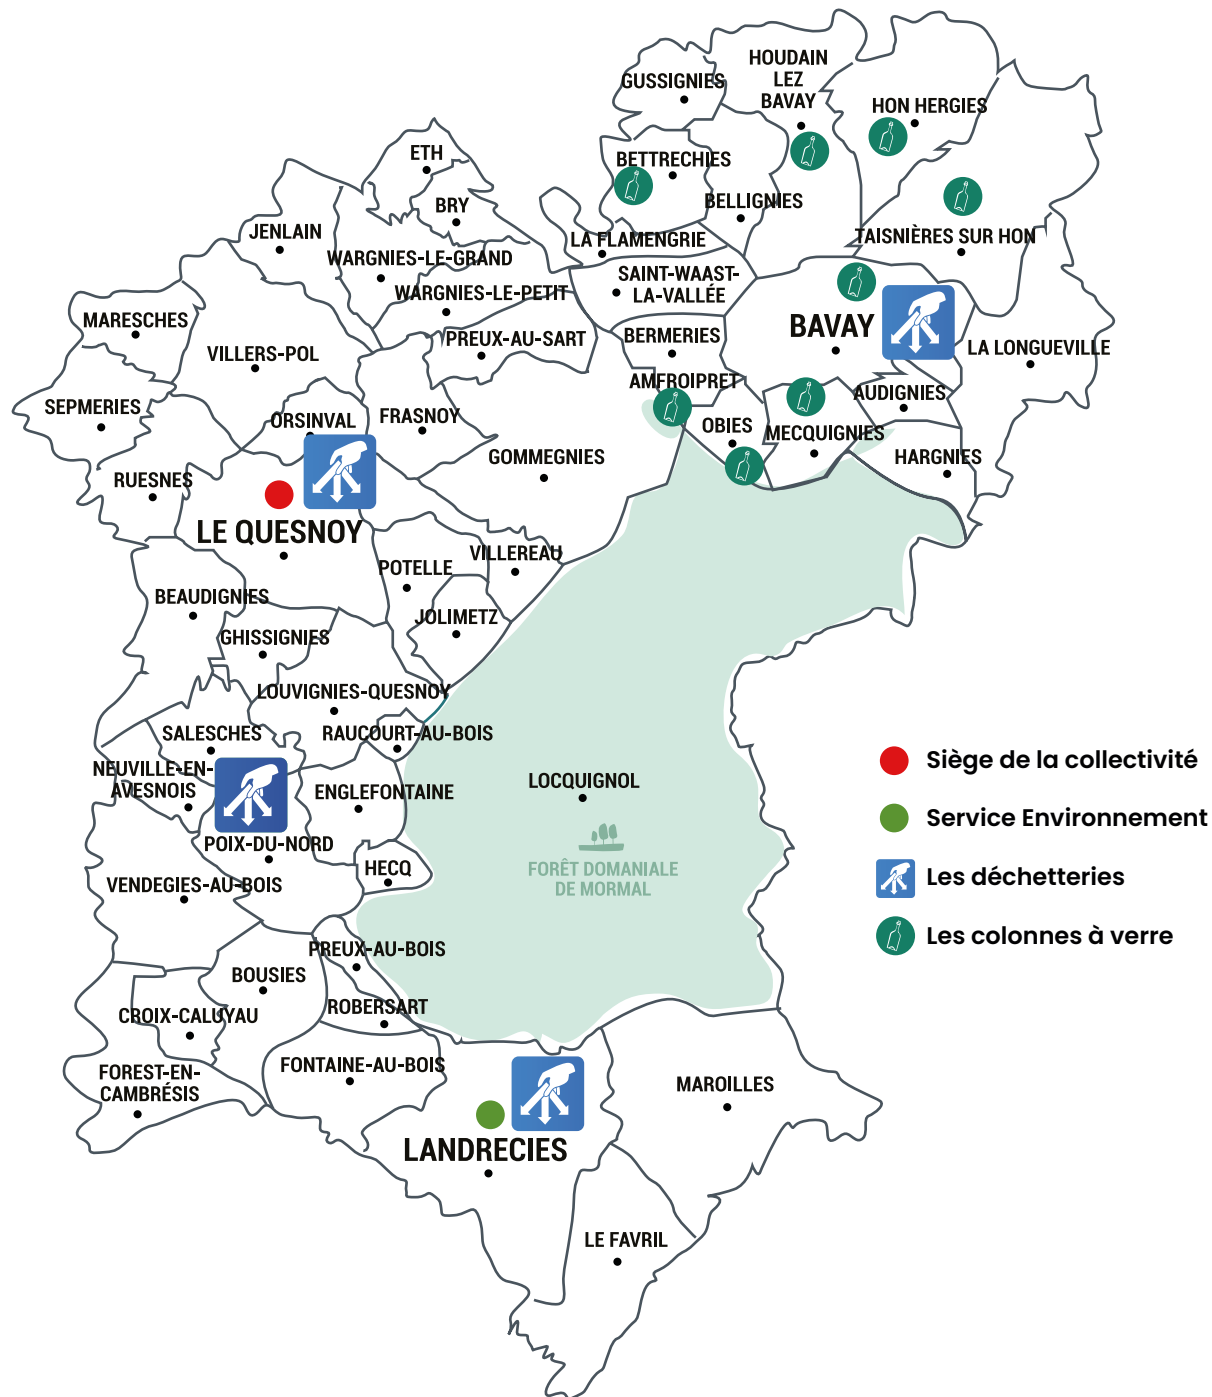 GUSSIGNIES
HOUDAIN
LEZ
BAVAY
HON HERGIES
ETH
BETTRECHIES
BRY
BELLIGNIES
JENLAIN
LA FLAMENGRIE
TAISNIÈRES SUR HON
WARGNIES-LE-GRAND
SAINT-WAAST-
LA-VALLÉE
WARGNIES-LE-PETIT
MARESCHES
PREUX-AU-SART
BERMERIES
BAVAY
LA LONGUEVILLE
VILLERS-POL
AMFROIPRET
AUDIGNIES
SEPMERIES
ORSINVAL
FRASNOY
OBIES
MECQUIGNIES
GOMMEGNIES
HARGNIES
RUESNES
LE QUESNOY
POTELLE
VILLEREAU
BEAUDIGNIES
JOLIMETZ
GHISSIGNIES
LOUVIGNIES-QUESNOY
SALESCHES
RAUCOURT-AU-BOIS
NEUVILLE-EN-
AVESNOIS
ENGLEFONTAINE
LOCQUIGNOL
POIX-DU-NORD
HECQ
FORÊT DOMANIALE
DE MORMAL
VENDEGIES-AU-BOIS
PREUX-AU-BOIS
BOUSIES
ROBERSART
CROIX-CALUYAU
FONTAINE-AU-BOIS
FOREST-EN-
CAMBRÉSIS
MAROILLES
LANDRECIES
LE FAVRIL
Siège de la collectivité
Service Environnement
Les déchetteries
Les colonnes à verre